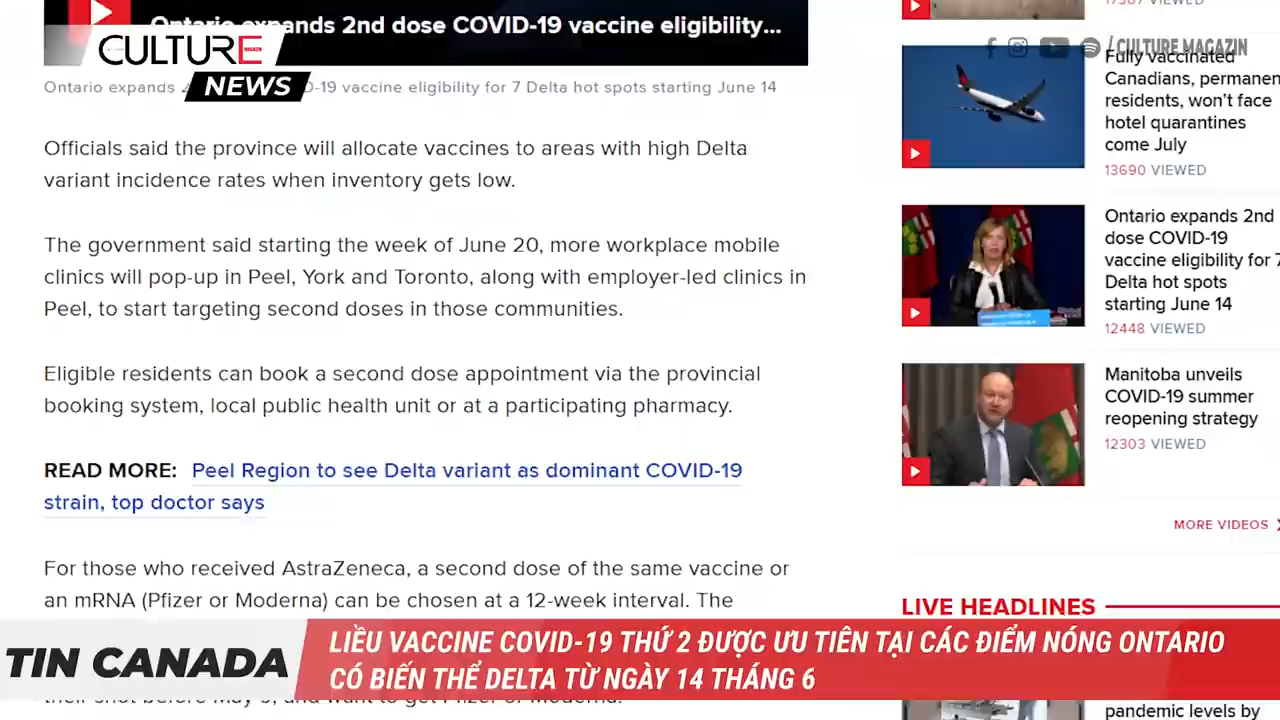 Ontario expands 2nd dose COVID-19 vaccine eligibility...
CULTURE
NEWS
Ontario expands
-19 vaccine eligibility for 7 Delta hot spots starting June 14
Officials said the province will allocate vaccines to areas with high Delta
variant incidence rates when inventory gets low.
The government said starting the week of June 20, more workplace mobile
clinics will pop-up in Peel, York and Toronto, along with employer-led clinics in
Peel, to start targeting second doses in those communities.
Eligible residents can book a second dose appointment via the provincial
booking system, local public health unit or at a participating pharmacy.
READ MORE: Peel Region to see Delta variant as dominant COVID-19
strain, top doctor says
For those who received AstraZeneca, a second dose of the same vaccine or
an mRNA (Pfizer or Moderna) can be chosen at a 12-week interval. The
VIEWED
/ CULTURE MAGAZIN
Fully vaccinated
Canadians, permanen
residents, won't face
hotel quarantines
come July
13690 VIEWED
Ontario expands 2nd
dose COVID-19
vaccine eligibility for 7
Delta hot spots
starting June 14
12448 VIEWED
Manitoba unveils
COVID-19 summer
reopening strategy
12303 VIEWED
MORE VIDEOS
LIVE HEADLINES
pandemic levels by
TIN CANADA
LIỀU VACCINE COVID-19 THỨ 2 ĐƯỢC ƯU TIÊN TẠI CÁC ĐIỂM NÓNG ONTARIO
CÓ BIẾN THỂ DELTA TỪ NGÀY 14 THÁNG 6